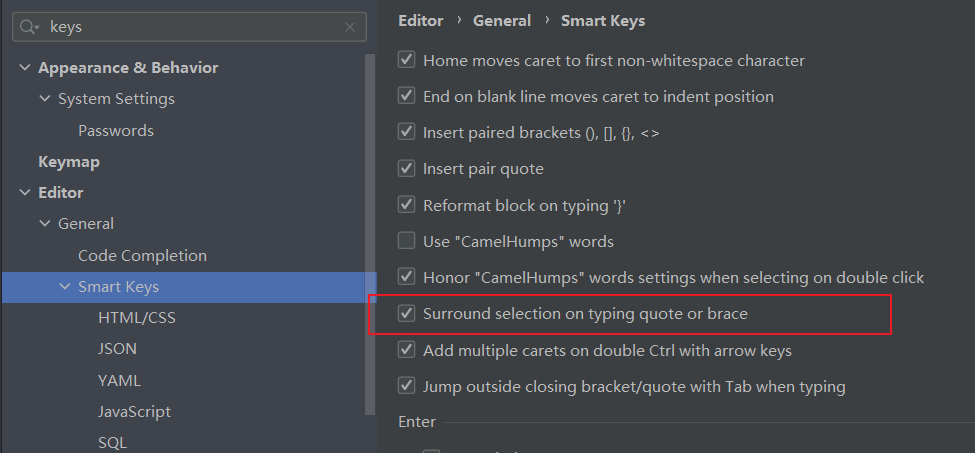 keys
Appearance & Behavior
System Settings
Passwords
Keymap
Editor
General
Code Completion
Smart Keys
HTML/CSS
JSON
YAML
JavaScript
SQL
Editor › General › Smart Keys
Home moves caret to first non-whitespace character
End on blank line moves caret to indent position
Insert paired brackets (), [], {}, <>
Insert pair quote
Reformat block on typing '}'
Use "CamelHumps" words
Honor "CamelHumps" words settings when selecting on double click
Surround selection on typing quote or brace
Add multiple carets on double Ctrl with arrow keys
Jump outside closing bracket/quote with Tab when typing
Enter